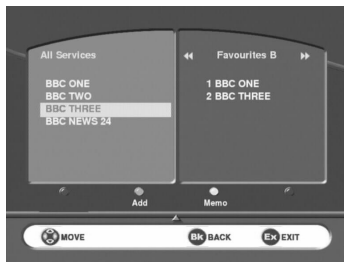 All Services
BBC ONE
BBC TWO
BBC THREE
BBC NEWS 24
Favourites B
1 BBC ONE
2 BBC THREE
Add
Memo
MOVE
BK BACK
EX EXIT